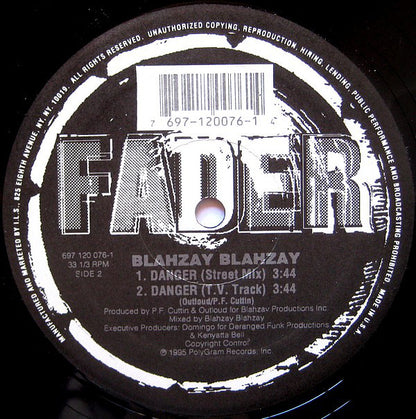 ALL RIGHTS RESERVED. UNAUTHORIZED COPYING, REPRODUCTION, HIRING, LENDING, PUBLIC PERFORMANCE AND BROADCASTING PROHIBITED. MADE IN U.S.A.
MANUFACTURED AND MARKETED BY I.L.S., 825 EIGHTH AVENUE, NY, NY, 10019.
7 697-120076-1 4
FADER
BLAHZAY BLAHZAY
697 120 076-1
33 1/3 RPM
SIDE 2
1. DANGER (Street Mix) 3:44
2. DANGER (T.V. Track) 3:44
(Outloud/P.F. Cuttin)
Produced by P.F. Cuttin & Outloud for Blahzay Productions Inc.
Mixed by Blahzay Blahzay
Executive Producers: Domingo for Deranged Funk Productions
& Kenyatta Bell
Copyright Control
℗ 1995 PolyGram Records, Inc